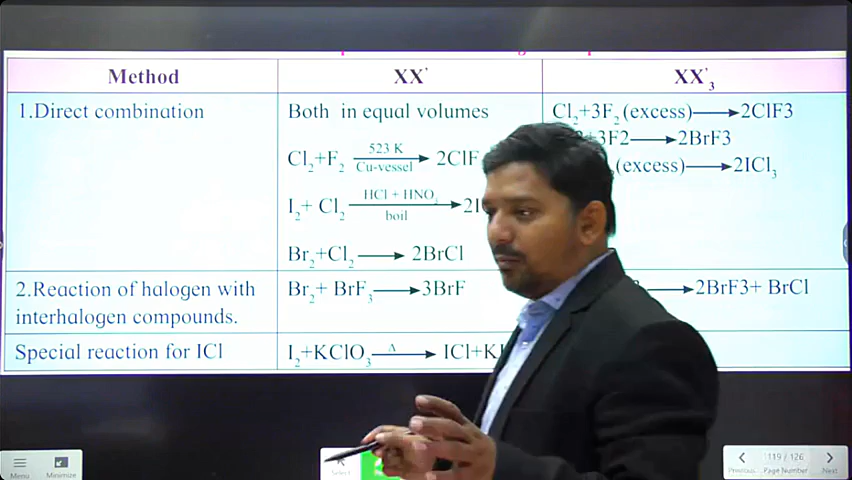 Method
XX'
XX'₃
1.Direct combination
Both in equal volumes
Cl₂+F₂ 523 K Cu-vessel → 2ClF
I₂+ Cl₂ HCl + HNO boil → 2I
Br₂+Cl₂ → 2BrCl
Cl₂+3F₂ (excess) → 2ClF3
+3F2 → 2BrF3
(excess) → 2ICl₃
2.Reaction of halogen with
interhalogen compounds.
Br₂+ BrF₃ → 3BrF
→ 2BrF3+ BrCl
Special reaction for ICl
I₂+KClO₃ Δ → ICl+KI
Menu
Minimize
Select
Previous
119 / 126
Page Number
Next